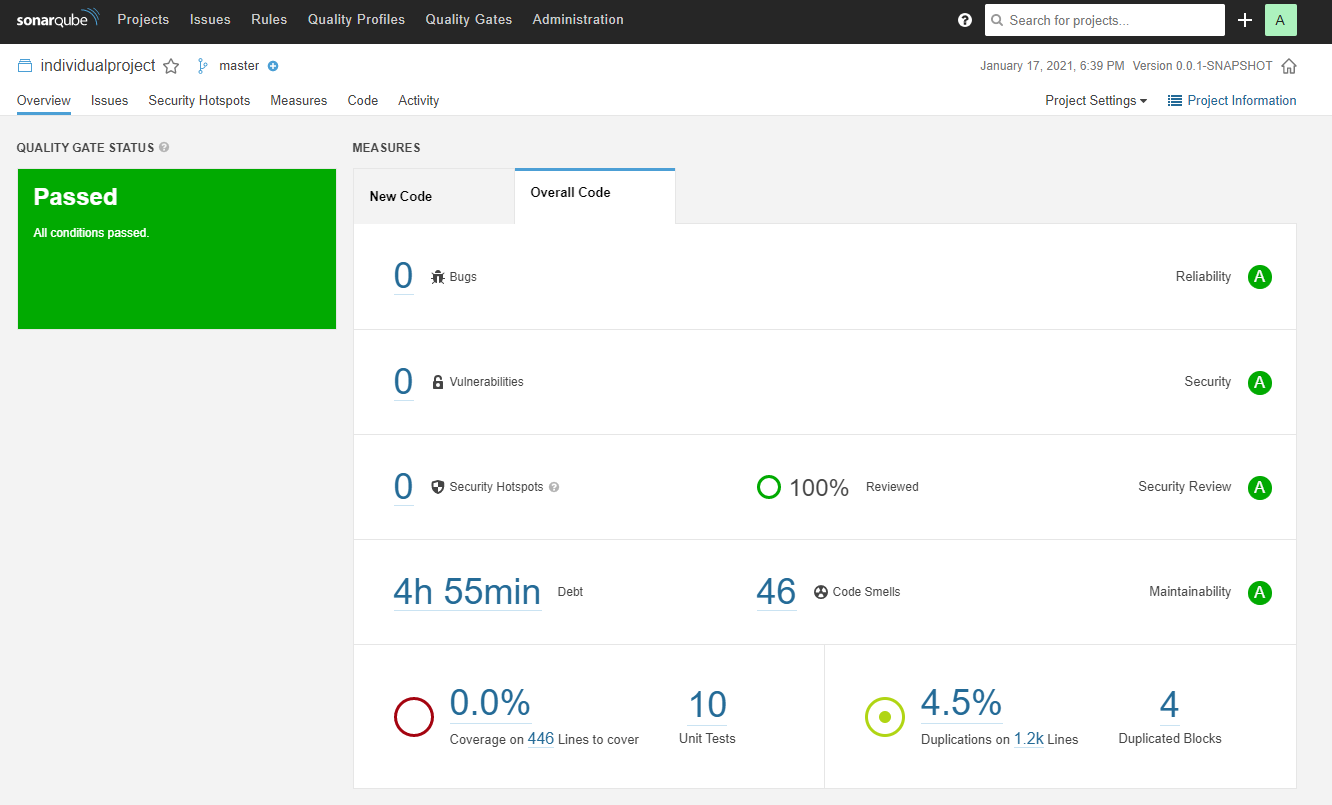 sonarqube Projects Issues Rules Quality Profiles Quality Gates Administration ? Search for projects... A
individualproject master January 17, 2021, 6:39 PM Version 0.0.1-SNAPSHOT
Overview Issues Security Hotspots Measures Code Activity Project Settings Project Information
QUALITY GATE STATUS ? MEASURES
Passed
All conditions passed.
New Code Overall Code
0 Bugs Reliability A
0 Vulnerabilities Security A
0 Security Hotspots ? 100% Reviewed Security Review A
4h 55min Debt 46 Code Smells Maintainability A
0.0% 10 4.5% 4
Coverage on 446 Lines to cover Unit Tests Duplications on 1.2k Lines Duplicated Blocks